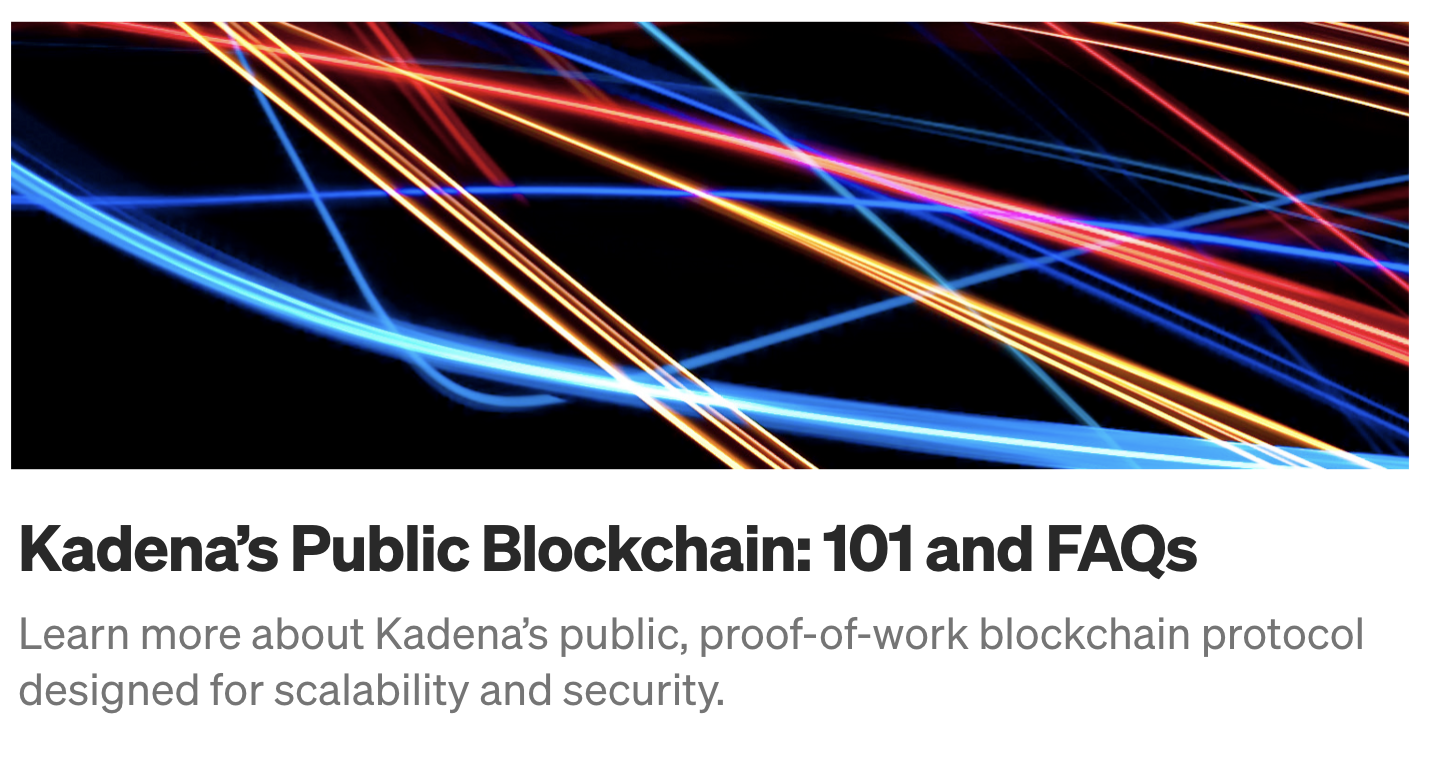 Kadena’s Public Blockchain: 101 and FAQs
Learn more about Kadena’s public, proof-of-work blockchain protocol
designed for scalability and security.